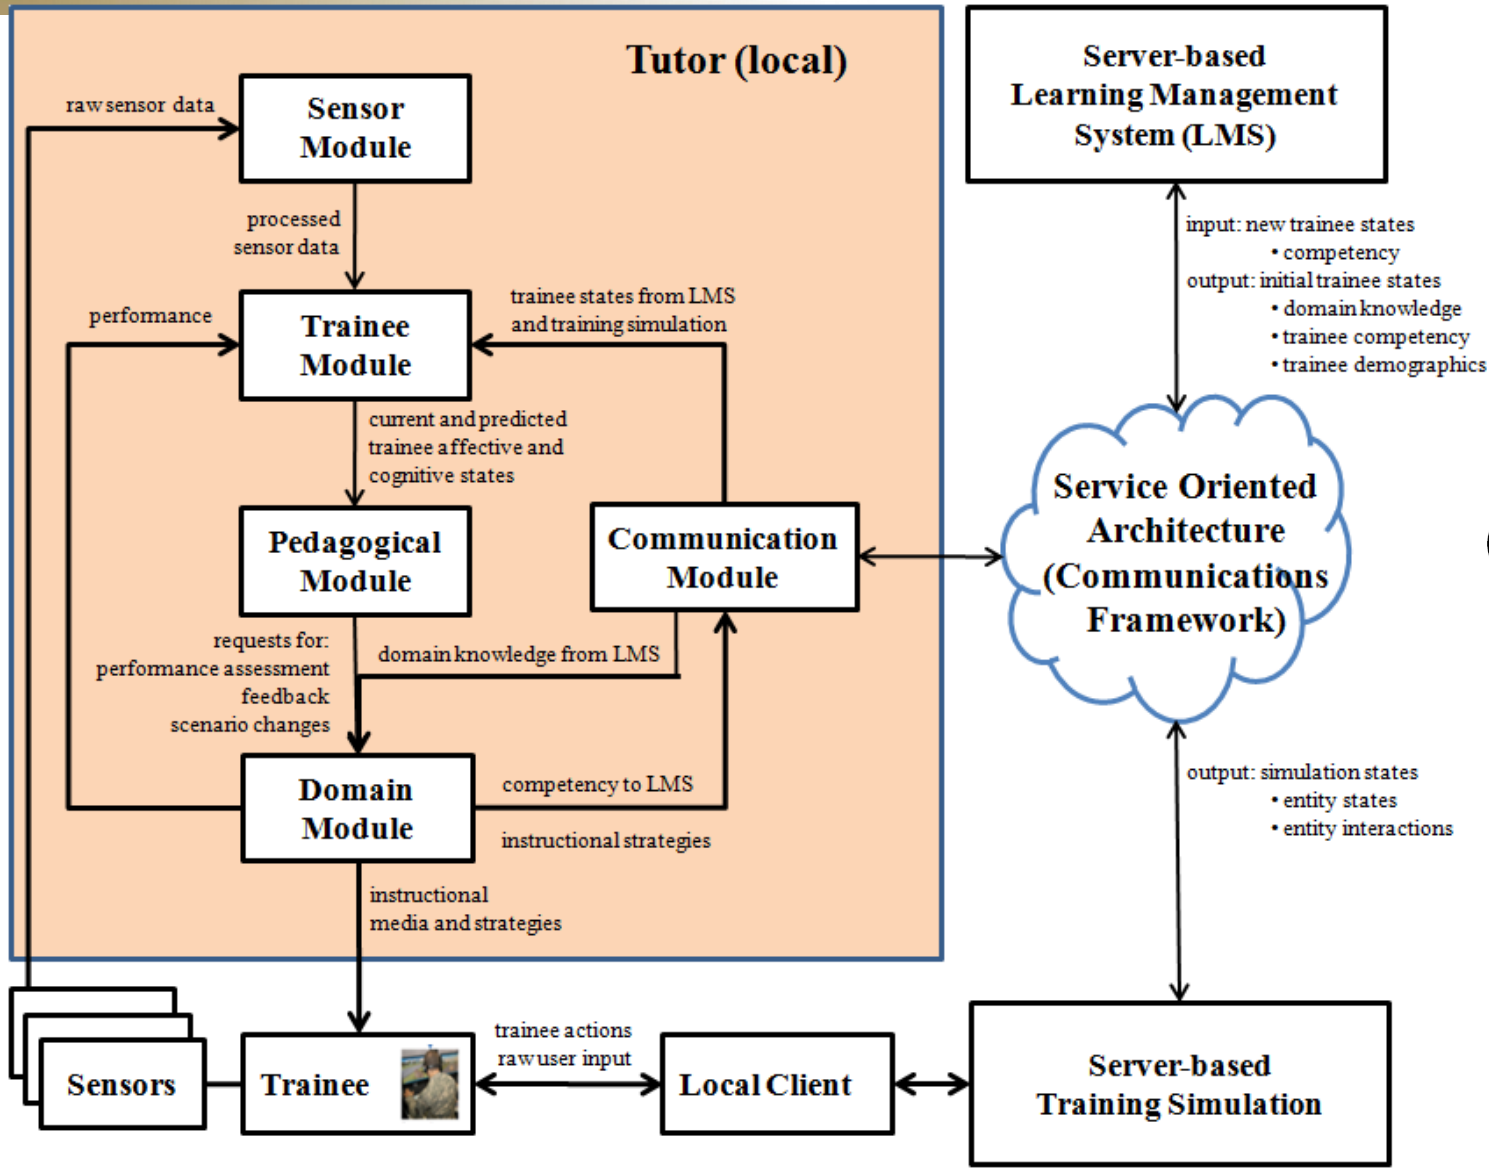 Tutor (local)
raw sensor data
Sensor
Module
processed
sensor data
performance
Trainee
Module
trainee states from LMS
and training simulation
current and predicted
trainee affective and
cognitive states
Pedagogical
Module
Communication
Module
requests for:
performance assessment
feedback
scenario changes
domain knowledge from LMS
Domain
Module
competency to LMS
instructional strategies
instructional
media and strategies
Sensors
Trainee
trainee actions
raw user input
Local Client
Server-based
Learning Management
System (LMS)
input: new trainee states
• competency
output: initial trainee states
• domain knowledge
• trainee competency
• trainee demographics
Service Oriented
Architecture
(Communications
Framework)
output: simulation states
• entity states
• entity interactions
Server-based
Training Simulation